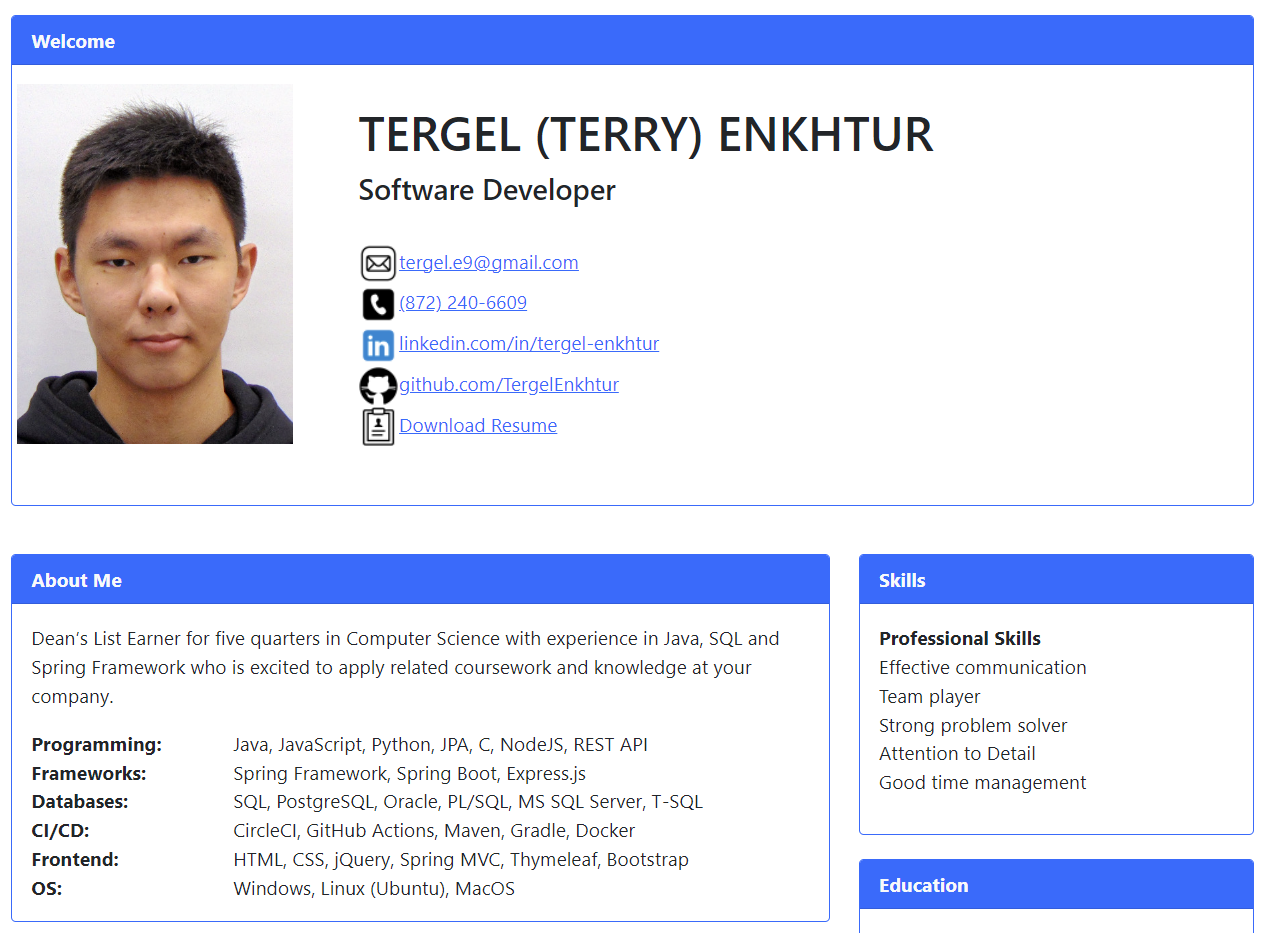 Welcome
TERGEL (TERRY) ENKHTUR
Software Developer
tergel.e9@gmail.com
(872) 240-6609
linkedin.com/in/tergel-enkhtur
github.com/TergelEnkhtur
Download Resume
About Me
Dean’s List Earner for five quarters in Computer Science with experience in Java, SQL and
Spring Framework who is excited to apply related coursework and knowledge at your
company.
Programming: Java, JavaScript, Python, JPA, C, NodeJS, REST API
Frameworks: Spring Framework, Spring Boot, Express.js
Databases: SQL, PostgreSQL, Oracle, PL/SQL, MS SQL Server, T-SQL
CI/CD: CircleCI, GitHub Actions, Maven, Gradle, Docker
Frontend: HTML, CSS, jQuery, Spring MVC, Thymeleaf, Bootstrap
OS: Windows, Linux (Ubuntu), MacOS
Skills
Professional Skills
Effective communication
Team player
Strong problem solver
Attention to Detail
Good time management
Education